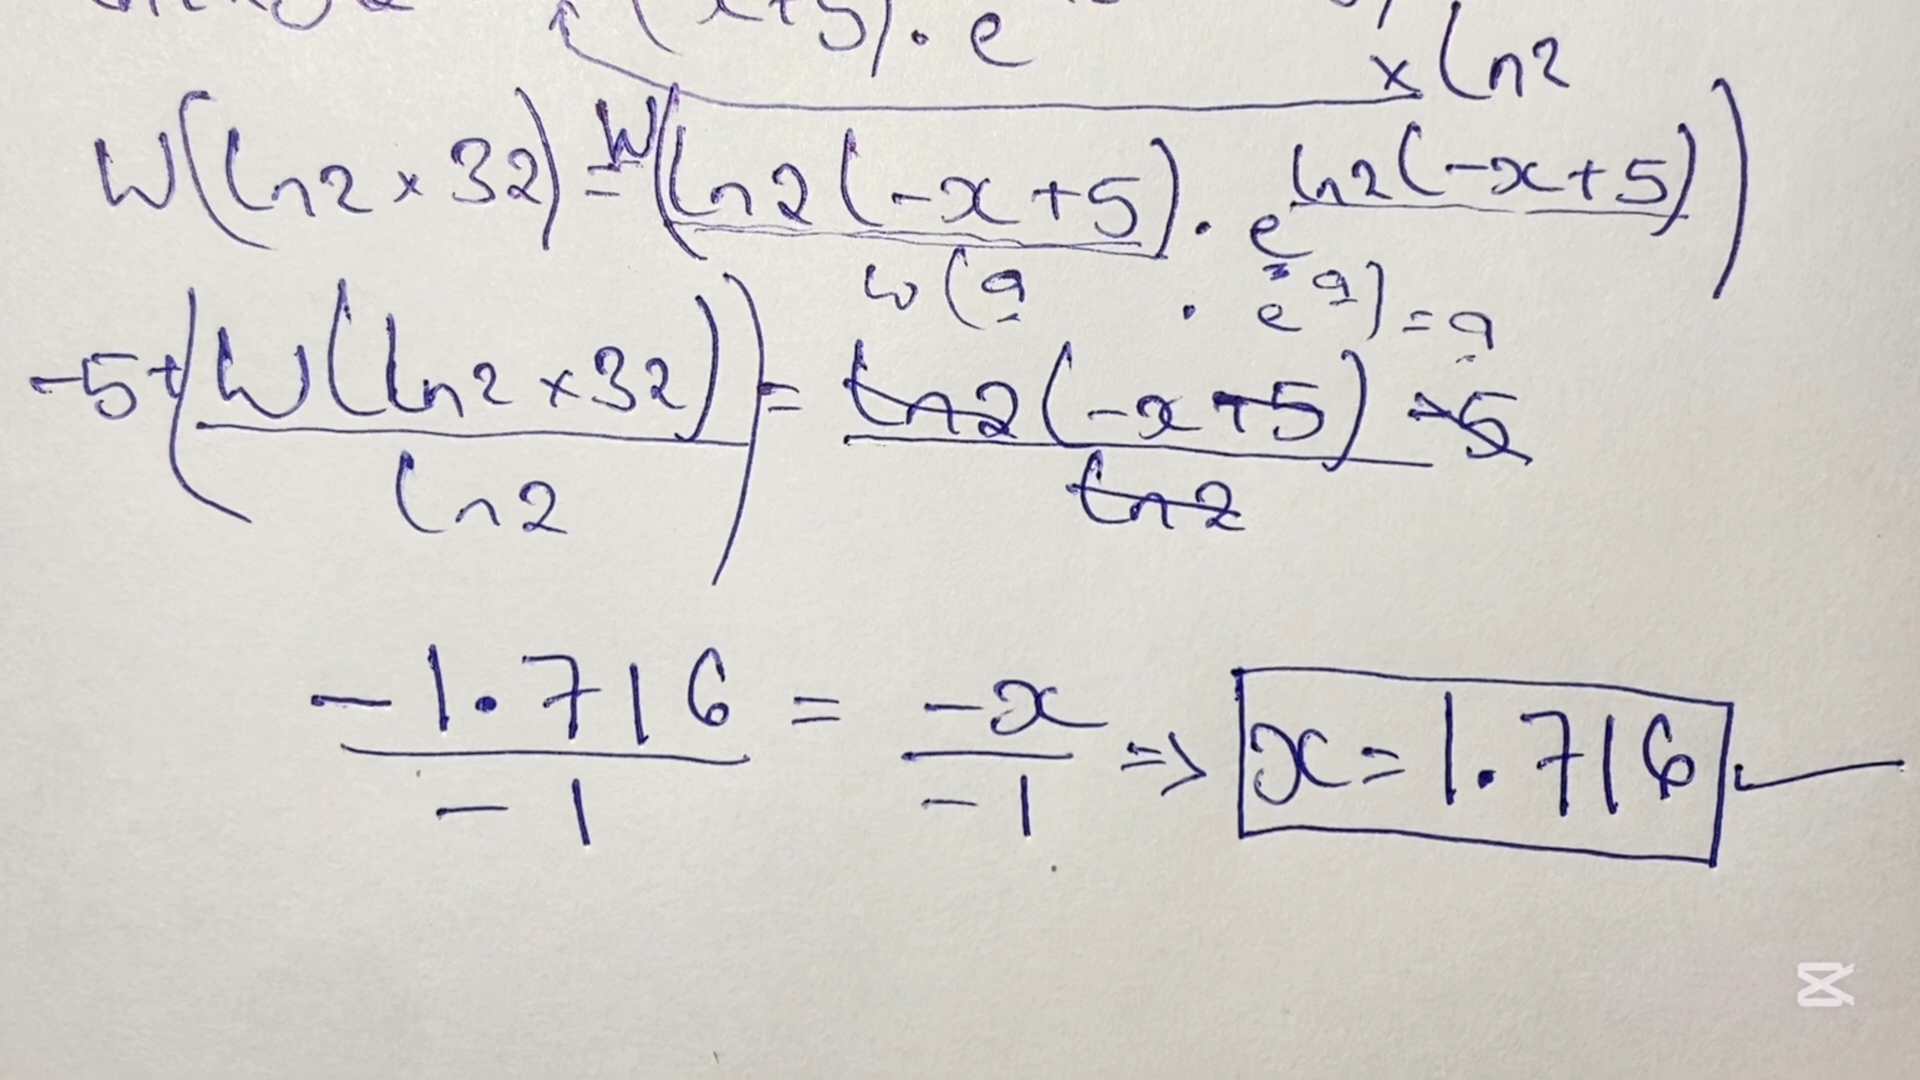 (x+5) · e
× ln2
W(ln2 × 32) = W(ln2(-x+5) · e^ln2(-x+5))
W(a · e^a) = a
-5+(W(ln2×32)/ln2) = ln2(-x+5)/ln2 -5
-1.716/-1 = -x/-1 => x = 1.716